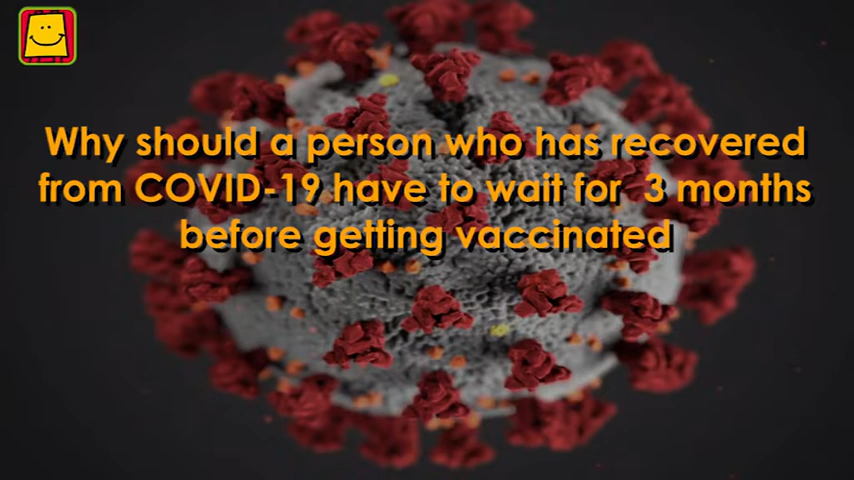 Why should a person who has recovered
from COVID-19 have to wait for 3 months
before getting vaccinated